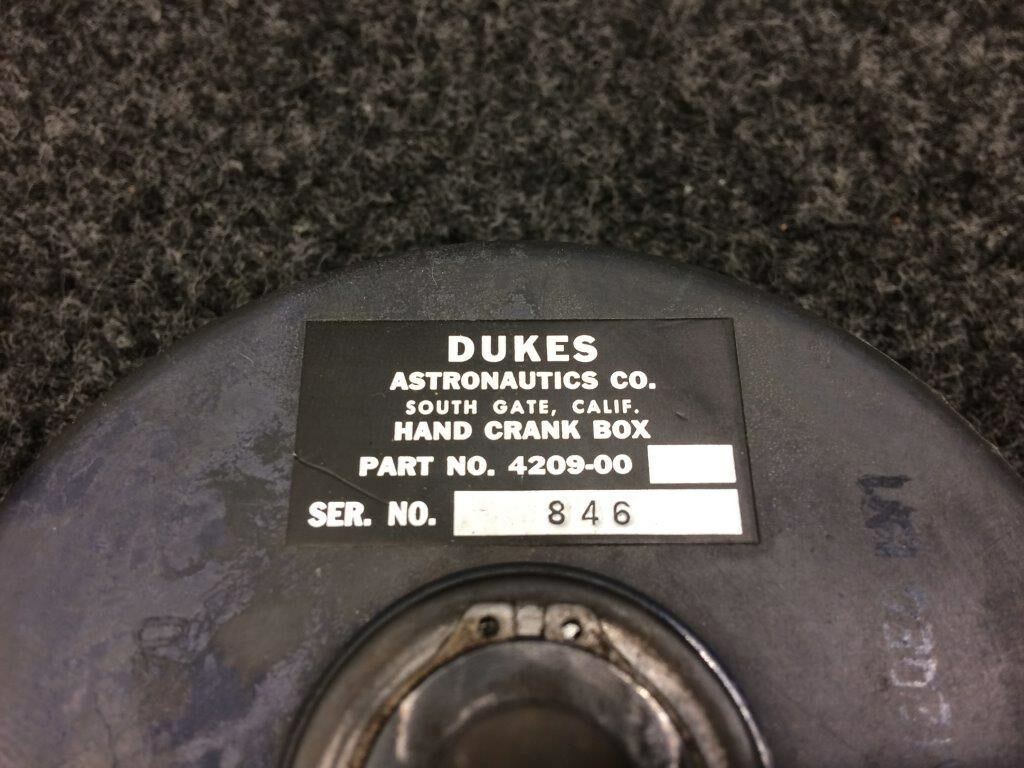 DUKES
ASTRONAUTICS CO.
SOUTH GATE, CALIF.
HAND CRANK BOX
PART NO. 4209-00
SER. NO. 846